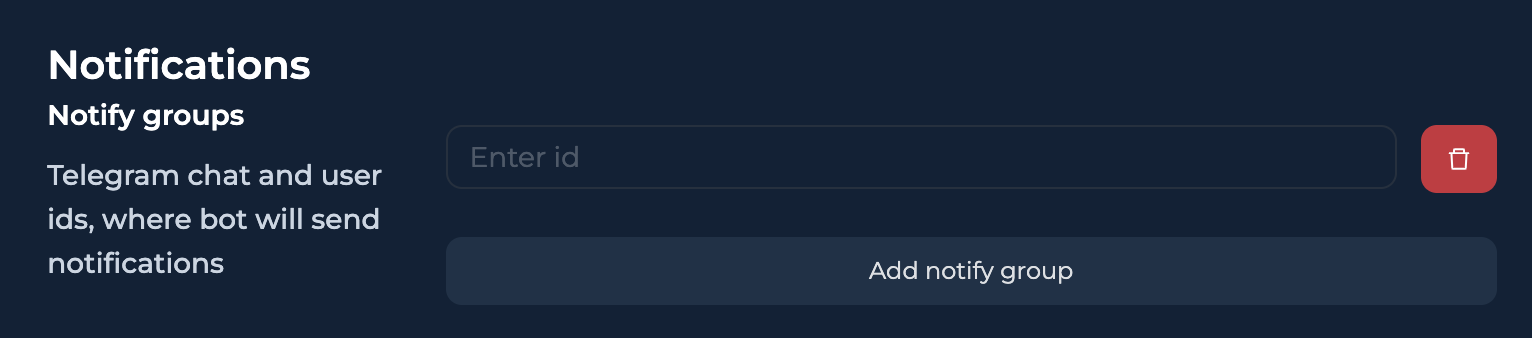 Notifications
Notify groups
Telegram chat and user
ids, where bot will send
notifications
Enter id
Add notify group